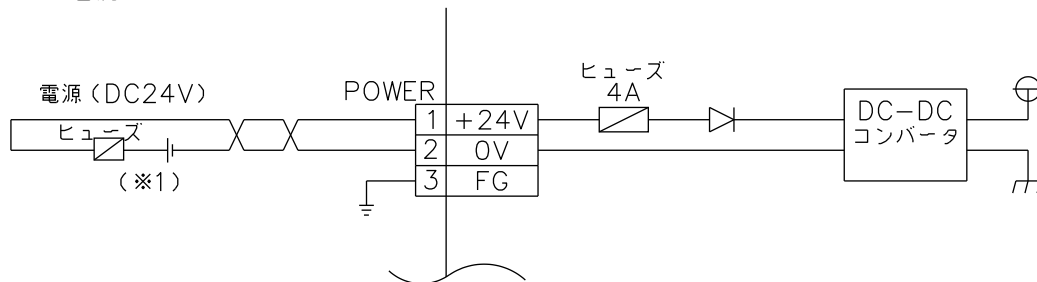 電源(DC24V)
ヒューズ
(※1)
POWER
1 +24V
2 0V
3 FG
ヒューズ
4A
DC-DC
コンバータ